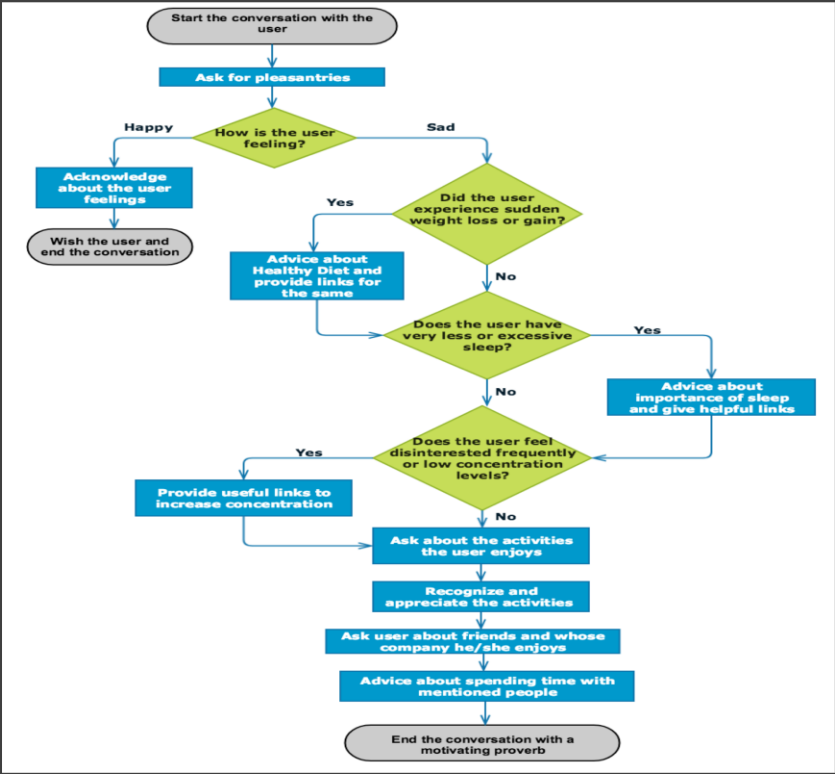 Start the conversation with the
user
Ask for pleasantries
Happy
How is the user
feeling?
Sad
Acknowledge
about the user
feelings
Wish the user and
end the conversation
Did the user
experience sudden
weight loss or gain?
Yes
Advice about
Healthy Diet and
provide links for
the same
No
Does the user have
very less or excessive
sleep?
Yes
Advice about
importance of sleep
and give helpful links
No
Does the user feel
disinterested frequently
or low concentration
levels?
Yes
Provide useful links to
increase concentration
No
Ask about the activities
the user enjoys
Recognize and
appreciate the activities
Ask user about friends and whose
company he/she enjoys
Advice about spending time with
mentioned people
End the conversation with a
motivating proverb